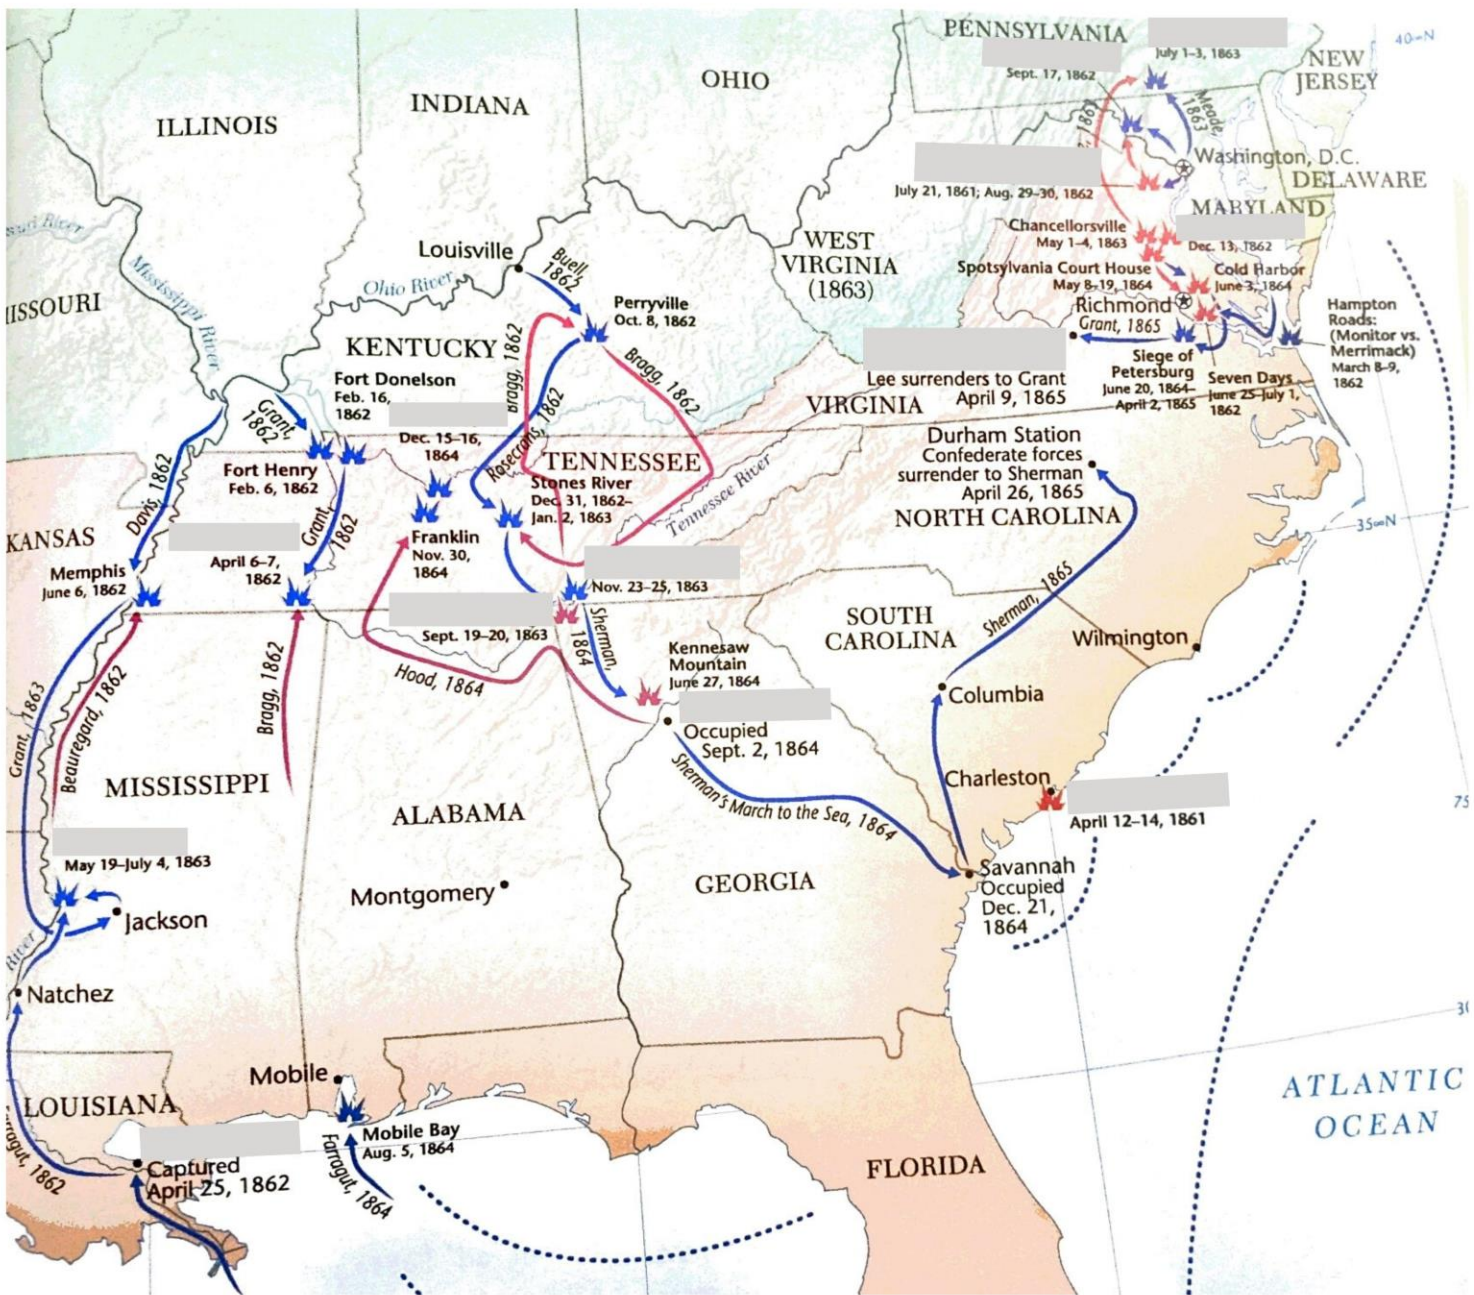 PENNSYLVANIA
July 1–3, 1863
40°N
NEW
JERSEY
Sept. 17, 1862
OHIO
INDIANA
ILLINOIS
1863
Meade,
1863
Washington, D.C.
DELAWARE
MARYLAND
July 21, 1861; Aug. 29–30, 1862
Chancellorsville
May 1–4, 1863
Dec. 13, 1862
WEST
VIRGINIA
(1863)
Spotsylvania Court House
May 8–19, 1864
Cold Harbor
June 3, 1864
Richmond
Grant, 1865
Hampton
Roads:
(Monitor vs.
Merrimack)
March 8–9,
1862
Siege of
Petersburg
June 20, 1864–
April 2, 1865
Seven Days
June 25–July 1,
1862
Lee surrenders to Grant
April 9, 1865
VIRGINIA
Louisville
Buell,
1862
Ohio River
Mississippi River
ISSOURI
Perryville
Oct. 8, 1862
KENTUCKY
Bragg, 1862
Bragg, 1862
Fort Donelson
Feb. 16,
1862
Grant,
1862
Dec. 15–16,
1864
Rosecrans, 1862
Davis, 1862
Fort Henry
Feb. 6, 1862
TENNESSEE
Stones River
Dec. 31, 1862–
Jan. 2, 1863
Tennessee River
Durham Station
Confederate forces
surrender to Sherman
April 26, 1865
NORTH CAROLINA
35°N
KANSAS
Grant,
1862
Franklin
Nov. 30,
1864
April 6–7,
1862
Memphis
June 6, 1862
Nov. 23–25, 1863
Sept. 19–20, 1863
Sherman,
1864
Sherman, 1865
SOUTH
CAROLINA
Wilmington
Kennesaw
Mountain
June 27, 1864
Hood, 1864
Bragg, 1862
Beauregard, 1862
Grant, 1863
Columbia
Occupied
Sept. 2, 1864
Sherman's March to the Sea, 1864
Charleston
April 12–14, 1861
MISSISSIPPI
ALABAMA
75
May 19–July 4, 1863
Jackson
Montgomery
GEORGIA
Savannah
Occupied
Dec. 21,
1864
River
Natchez
30
Mobile
LOUISIANA
ATLANTIC
OCEAN
Mobile Bay
Aug. 5, 1864
Farragut, 1864
arragut, 1862
Captured
April 25, 1862
FLORIDA